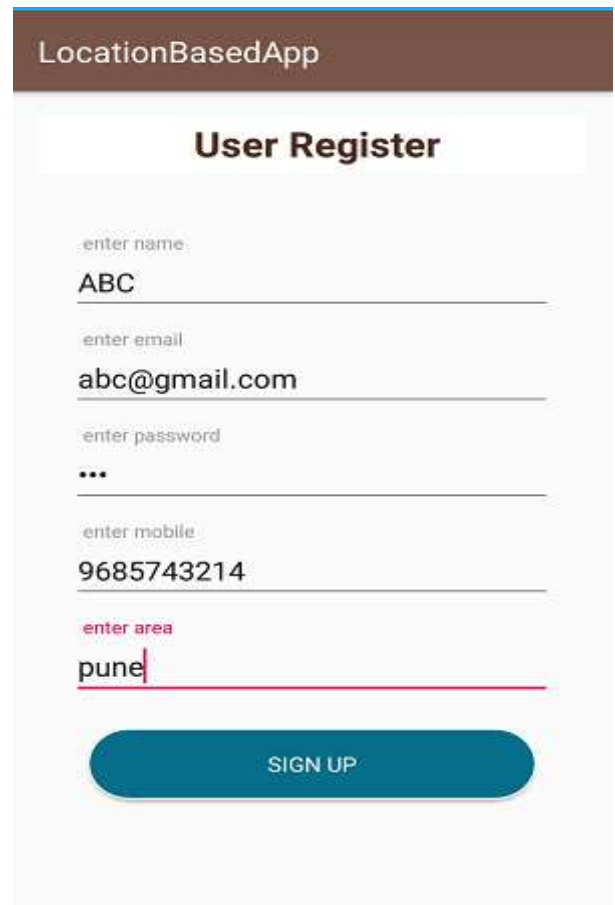 LocationBasedApp
User Register
enter name
ABC
enter email
abc@gmail.com
enter password
•••
enter mobile
9685743214
enter area
pune
SIGN UP